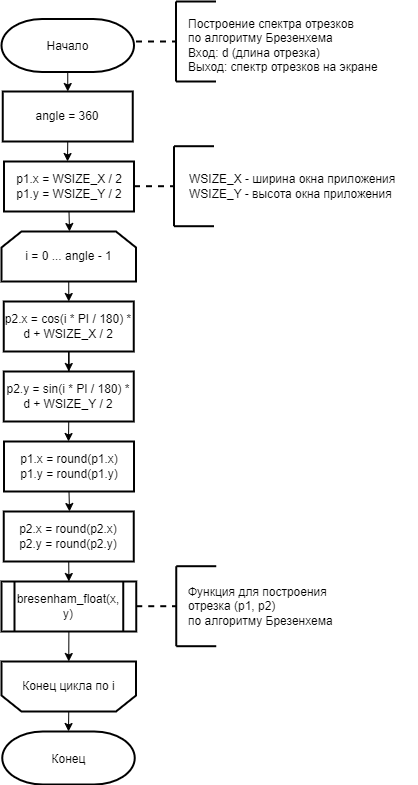 Начало
Построение спектра отрезков
по алгоритму Брезенхема
Вход: d (длина отрезка)
Выход: спектр отрезков на экране
angle = 360
p1.x = WSIZE_X / 2
p1.y = WSIZE_Y / 2
WSIZE_X - ширина окна приложения
WSIZE_Y - высота окна приложения
i = 0 ... angle - 1
p2.x = cos(i * PI / 180) *
d + WSIZE_X / 2
p2.y = sin(i * PI / 180) *
d + WSIZE_Y / 2
p1.x = round(p1.x)
p1.y = round(p1.y)
p2.x = round(p2.x)
p2.y = round(p2.y)
bresenham_float(x,
y)
Функция для построения
отрезка (p1, p2)
по алгоритму Брезенхема
Конец цикла по i
Конец